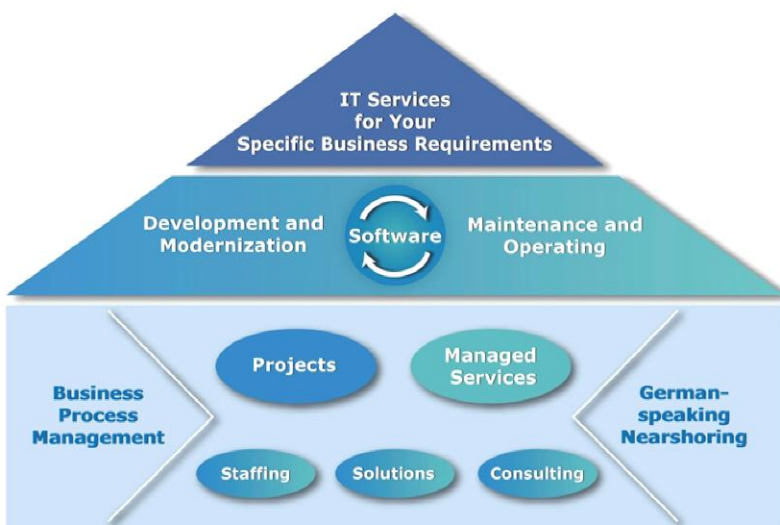 IT Services
for Your
Specific Business Requirements
Development and
Modernization
Software
Maintenance and
Operating
Projects
Managed
Services
Business
Process
Management
German-
speaking
Nearshoring
Staffing
Solutions
Consulting